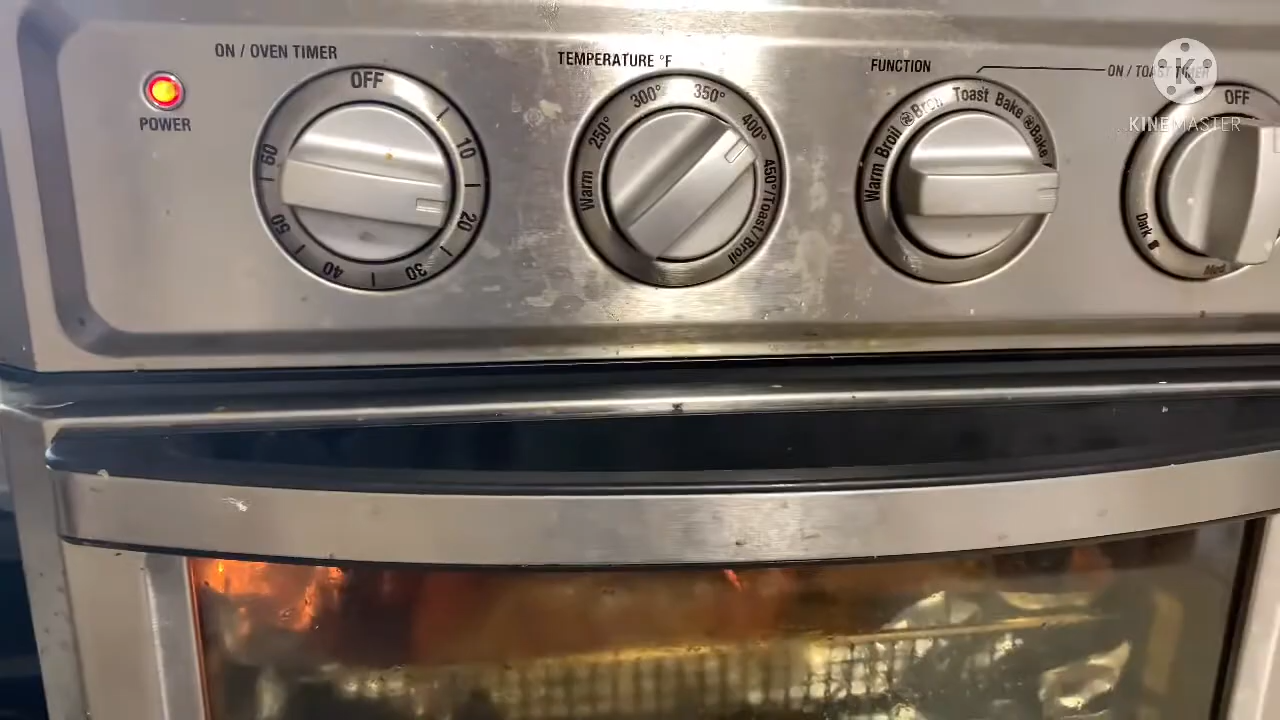 ON / OVEN TIMER
OFF
10
20
30
40
50
60
POWER
TEMPERATURE °F
Warm
250°
300°
350°
400°
450°/Toast/Broil
FUNCTION
Warm
Broil
Broil
Toast
Bake
Bake
ON / TOAST TIMER
OFF
Med
Dark
K
KINEMASTER